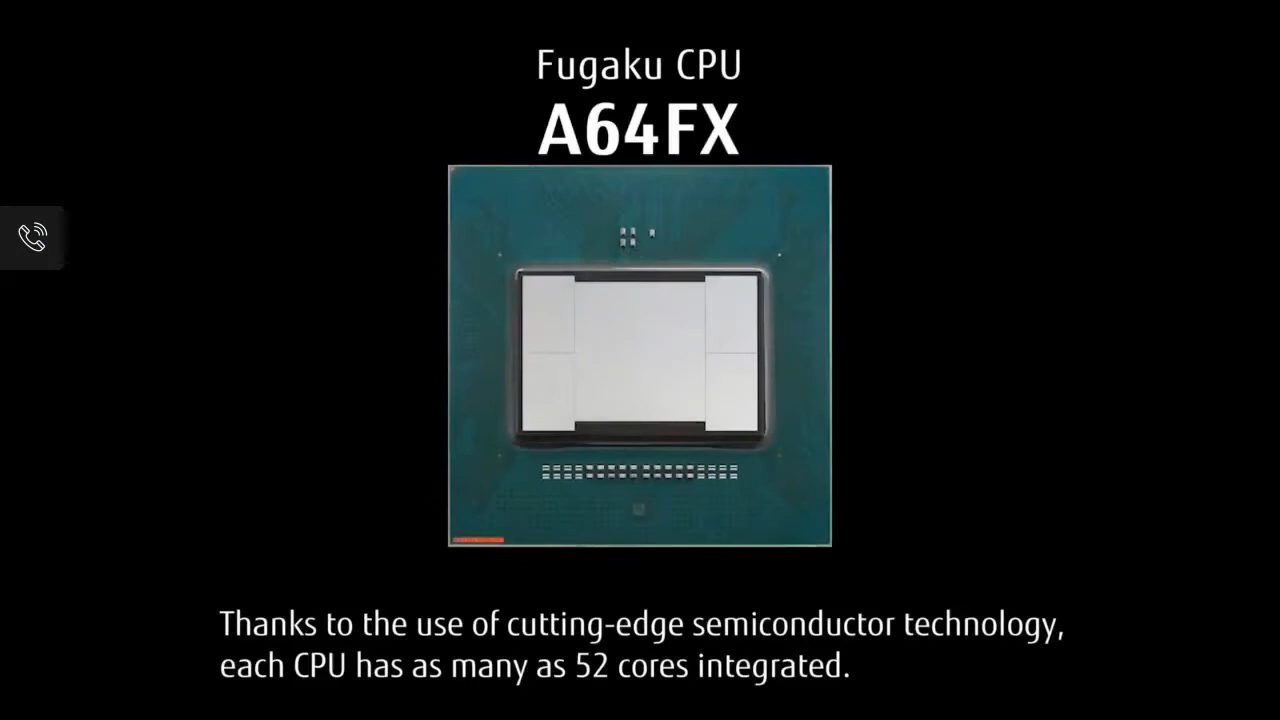 Fugaku CPU
A64FX
Thanks to the use of cutting-edge semiconductor technology,
each CPU has as many as 52 cores integrated.